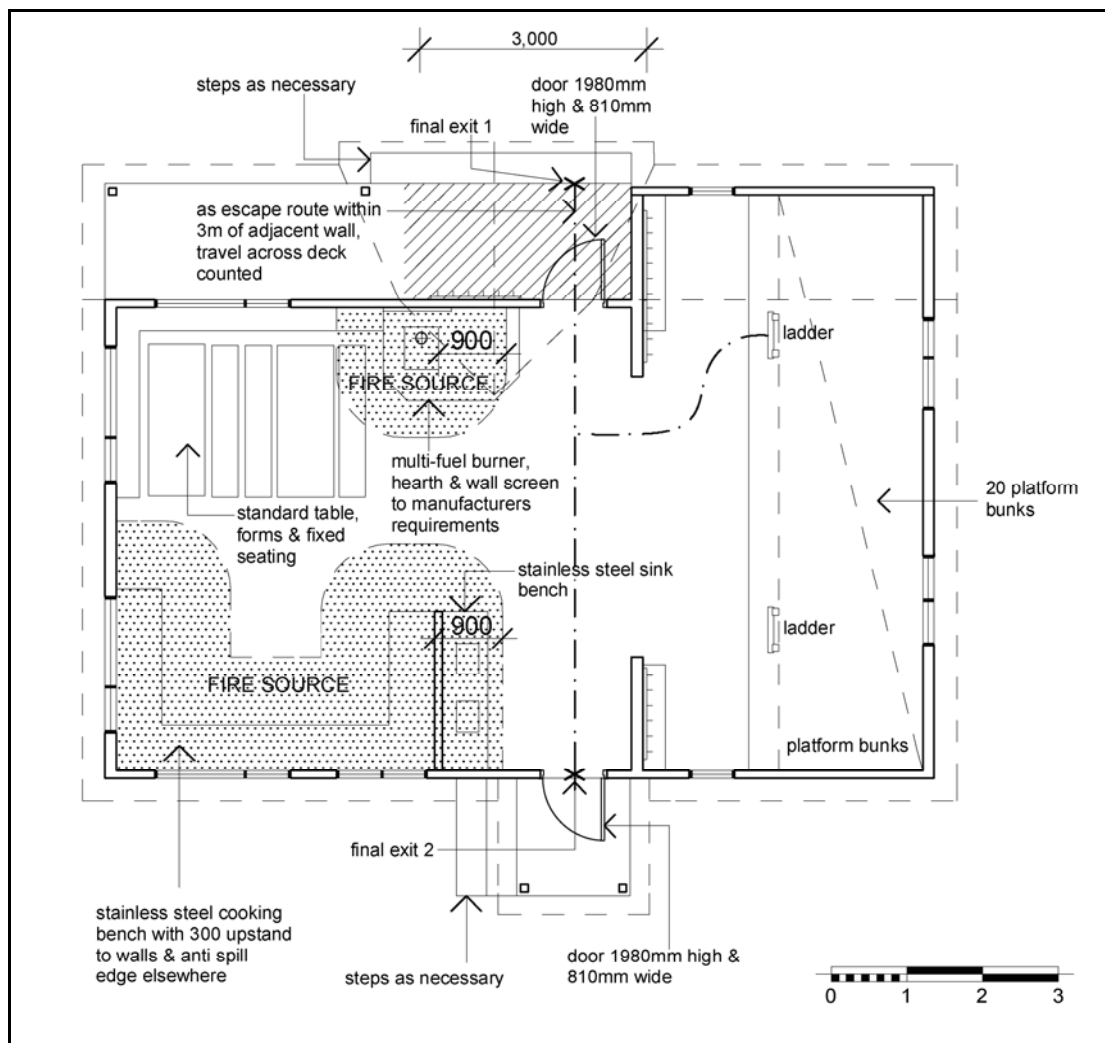 3,000
steps as necessary
door 1980mm
high & 810mm
wide
final exit 1
as escape route within
3m of adjacent wall,
travel across deck
counted
900
FIRE SOURCE
ladder
multi-fuel burner,
hearth & wall screen
to manufacturers
requirements
standard table,
forms & fixed
seating
20 platform
bunks
stainless steel sink
bench
900
ladder
FIRE SOURCE
platform bunks
final exit 2
stainless steel cooking
bench with 300 upstand
to walls & anti spill
edge elsewhere
steps as necessary
door 1980mm high &
810mm wide
0 1 2 3